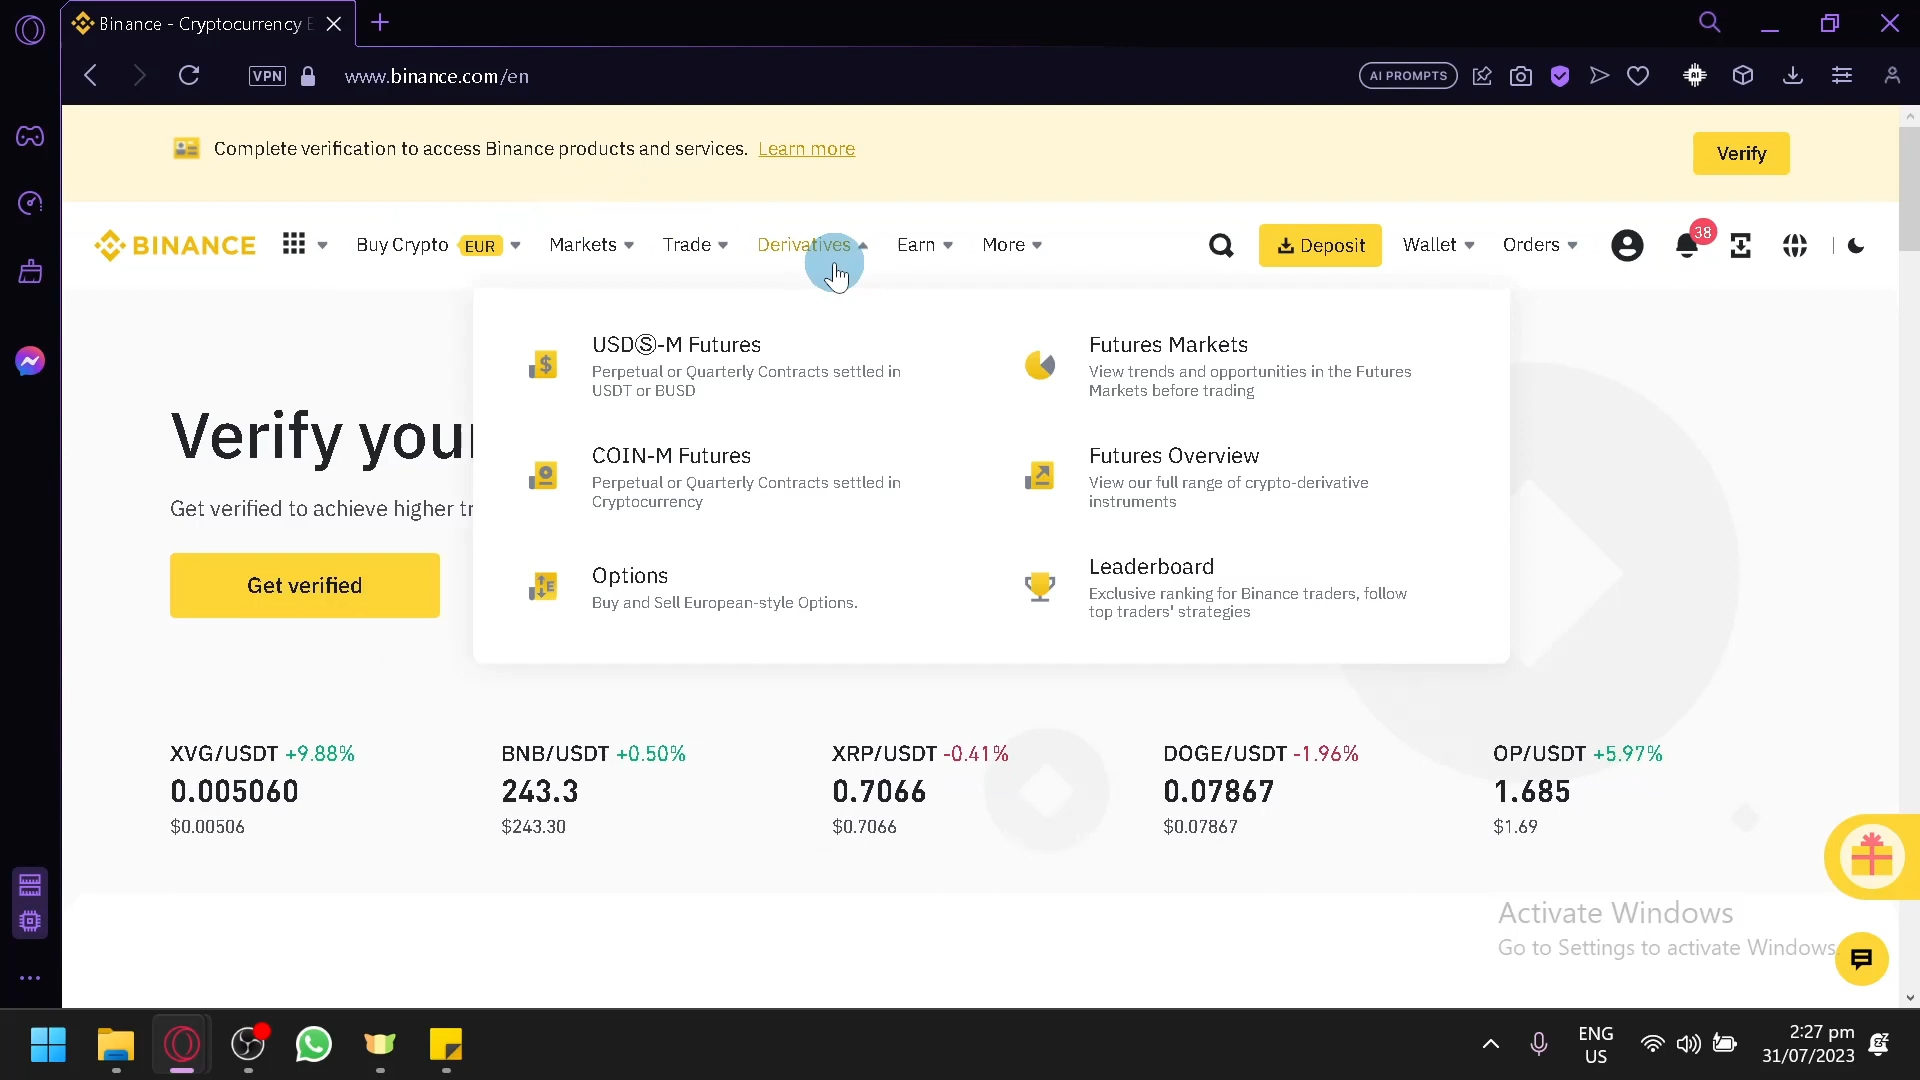 Binance - Cryptocurrency E
VPN
www.binance.com/en
AI PROMPTS
Complete verification to access Binance products and services. Learn more
Verify
BINANCE
Buy Crypto EUR
Markets
Trade
Derivatives
Earn
More
Deposit
Wallet
Orders
38
USDⓈ-M Futures
Perpetual or Quarterly Contracts settled in
USDT or BUSD
Futures Markets
View trends and opportunities in the Futures
Markets before trading
COIN-M Futures
Perpetual or Quarterly Contracts settled in
Cryptocurrency
Futures Overview
View our full range of crypto-derivative
instruments
Options
Buy and Sell European-style Options.
Leaderboard
Exclusive ranking for Binance traders, follow
top traders' strategies
Verify your
Get verified to achieve higher tr
Get verified
XVG/USDT +9.88%
0.005060
$0.00506
BNB/USDT +0.50%
243.3
$243.30
XRP/USDT -0.41%
0.7066
$0.7066
DOGE/USDT -1.96%
0.07867
$0.07867
OP/USDT +5.97%
1.685
$1.69
Activate Windows
Go to Settings to activate Windows.
ENG
US
2:27 pm
31/07/2023